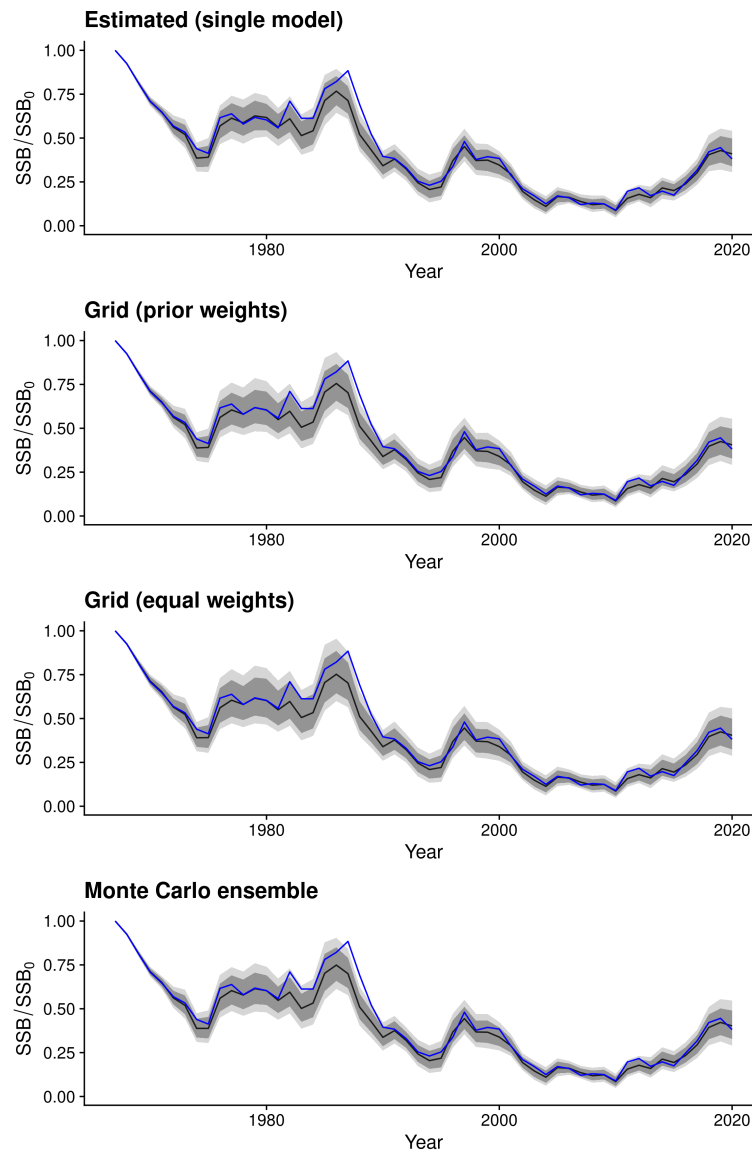 Estimated (single model)
1.00
0.75
0.50
0.25
0.00
SSB/SSB₀
1980
2000
2020
Year
Grid (prior weights)
1.00
0.75
0.50
0.25
0.00
SSB/SSB₀
1980
2000
2020
Year
Grid (equal weights)
1.00
0.75
0.50
0.25
0.00
SSB/SSB₀
1980
2000
2020
Year
Monte Carlo ensemble
1.00
0.75
0.50
0.25
0.00
SSB/SSB₀
1980
2000
2020
Year